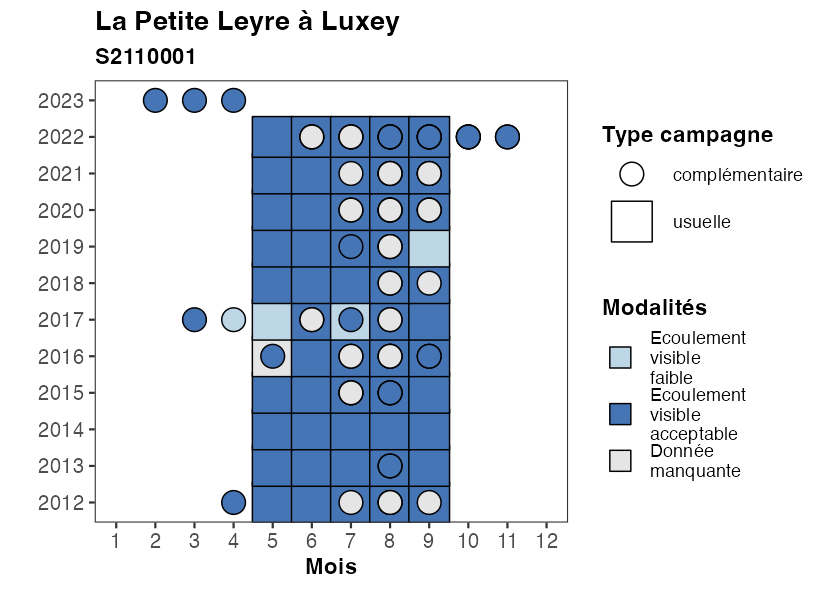 La Petite Leyre à Luxey
S2110001
2023
2022
2021
2020
2019
2018
2017
2016
2015
2014
2013
2012
1 2 3 4 5 6 7 8 9 10 11 12
Mois
Type campagne
complémentaire
usuelle
Modalités
Ecoulement
visible
faible
Ecoulement
visible
acceptable
Donnée
manquante